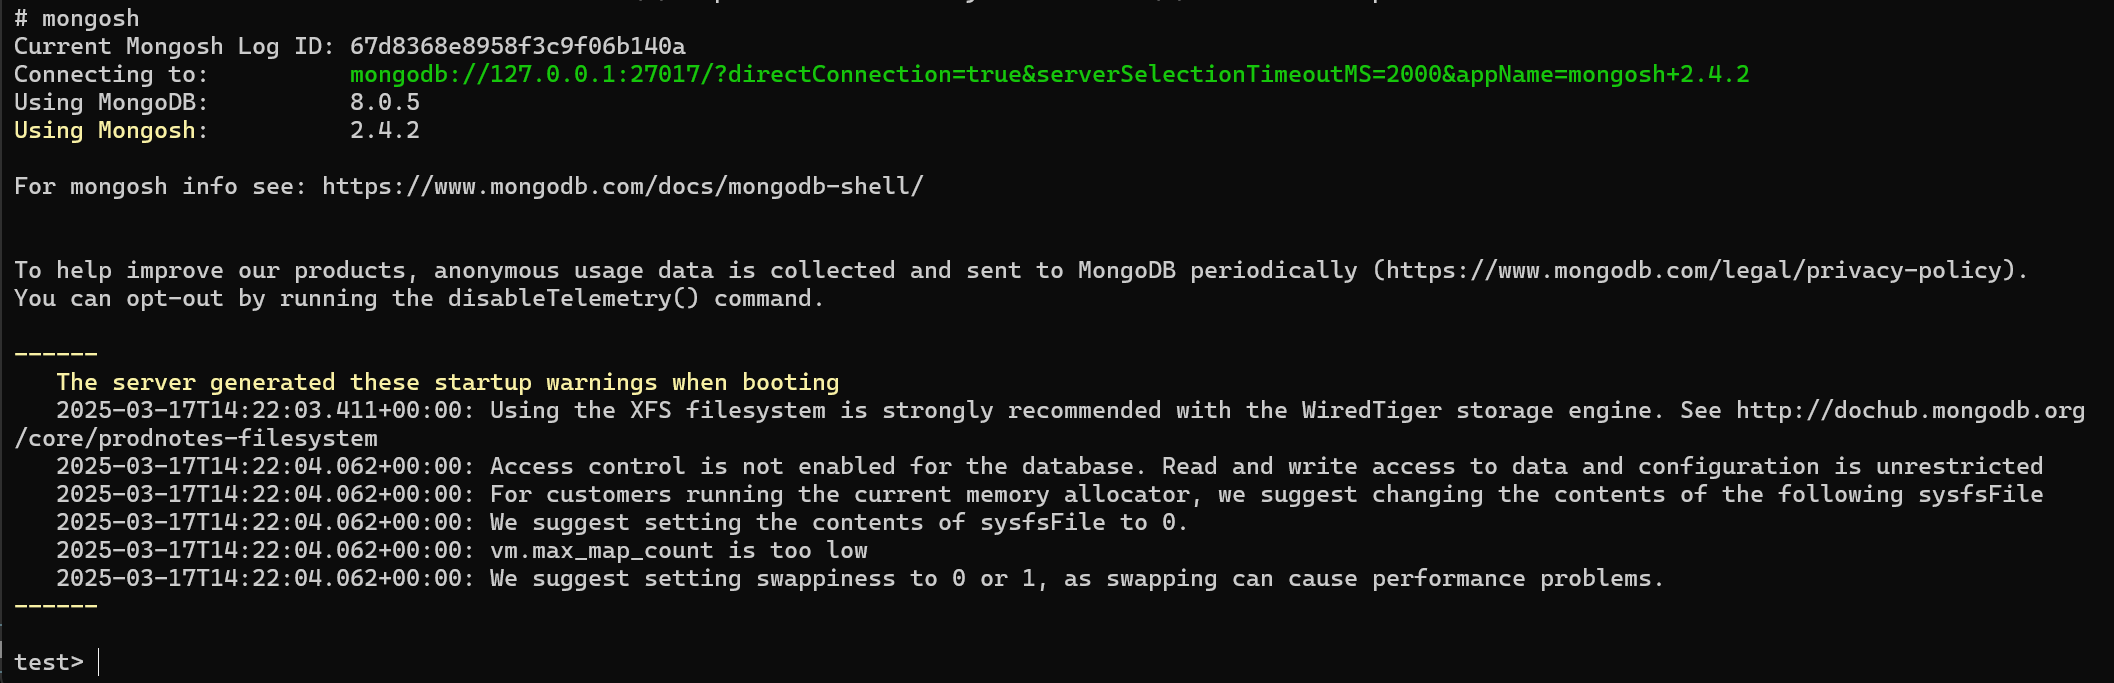 # mongosh
Current Mongosh Log ID: 67d8368e8958f3c9f06b140a
Connecting to:          mongodb://127.0.0.1:27017/?directConnection=true&serverSelectionTimeoutMS=2000&appName=mongosh+2.4.2
Using MongoDB:          8.0.5
Using Mongosh:          2.4.2
For mongosh info see: https://www.mongodb.com/docs/mongodb-shell/
To help improve our products, anonymous usage data is collected and sent to MongoDB periodically (https://www.mongodb.com/legal/privacy-policy).
You can opt-out by running the disableTelemetry() command.
------
   The server generated these startup warnings when booting
   2025-03-17T14:22:03.411+00:00: Using the XFS filesystem is strongly recommended with the WiredTiger storage engine. See http://dochub.mongodb.org
/core/prodnotes-filesystem
   2025-03-17T14:22:04.062+00:00: Access control is not enabled for the database. Read and write access to data and configuration is unrestricted
   2025-03-17T14:22:04.062+00:00: For customers running the current memory allocator, we suggest changing the contents of the following sysfsFile
   2025-03-17T14:22:04.062+00:00: We suggest setting the contents of sysfsFile to 0.
   2025-03-17T14:22:04.062+00:00: vm.max_map_count is too low
   2025-03-17T14:22:04.062+00:00: We suggest setting swappiness to 0 or 1, as swapping can cause performance problems.
------
test>